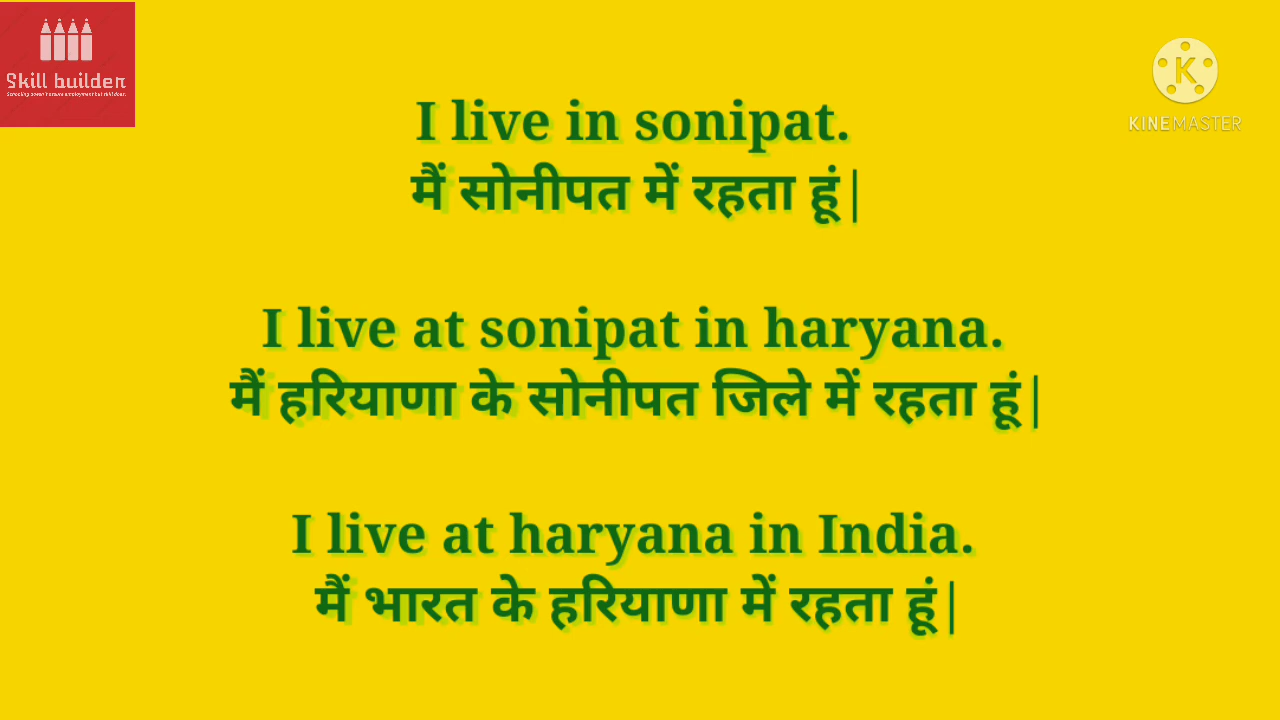 Skill builder
I live in sonipat.
मैं सोनीपत में रहता हूं|
I live at sonipat in haryana.
मैं हरियाणा के सोनीपत जिले में रहता हूं|
I live at haryana in India.
मैं भारत के हरियाणा में रहता हूं|
K
KINEMASTER